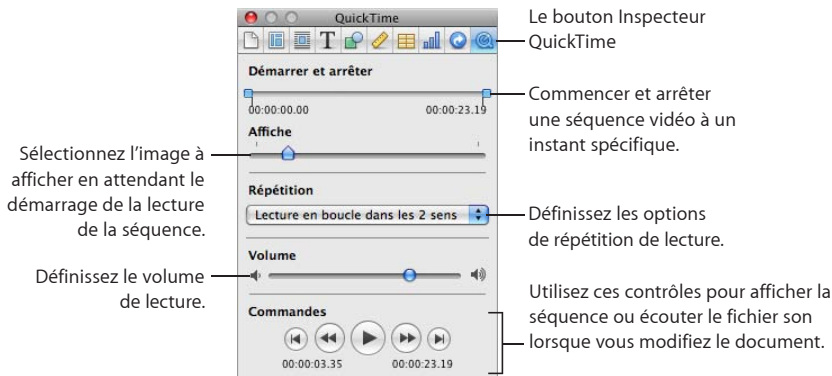 QuickTime
T
Le bouton Inspecteur
QuickTime
Démarrer et arrêter
00:00:00.00
00:00:23.19
Commencer et arrêter
une séquence vidéo à un
instant spécifique.
Affiche
Sélectionnez l'image à
afficher en attendant le
démarrage de la lecture
de la séquence.
Répétition
Lecture en boucle dans les 2 sens
Définissez les options
de répétition de lecture.
Volume
Définissez le volume
de lecture.
Commandes
00:00:03.35
00:00:23.19
Utilisez ces contrôles pour afficher la
séquence ou écouter le fichier son
lorsque vous modifiez le document.